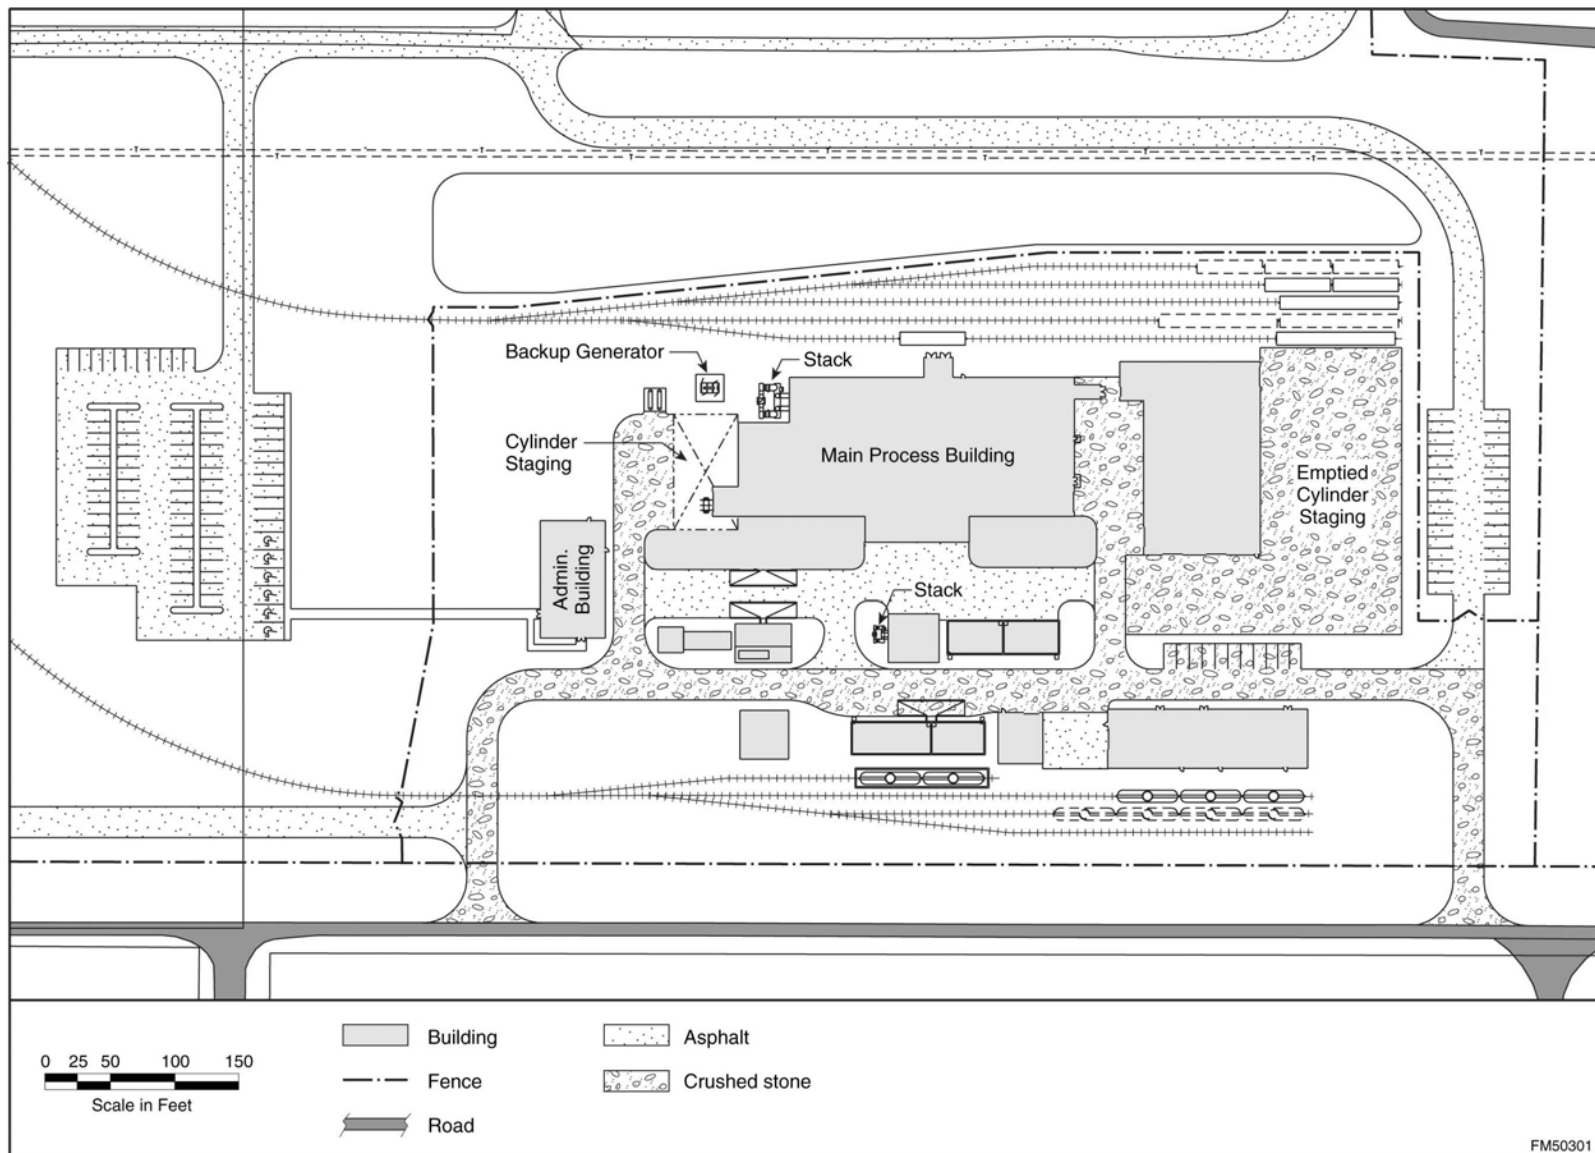 Backup Generator
Stack
Cylinder
Staging
Main Process Building
Emptied
Cylinder
Staging
Admin.
Building
Stack
0 25 50 100 150
Scale in Feet
Building
Fence
Road
Asphalt
Crushed stone
FM50301